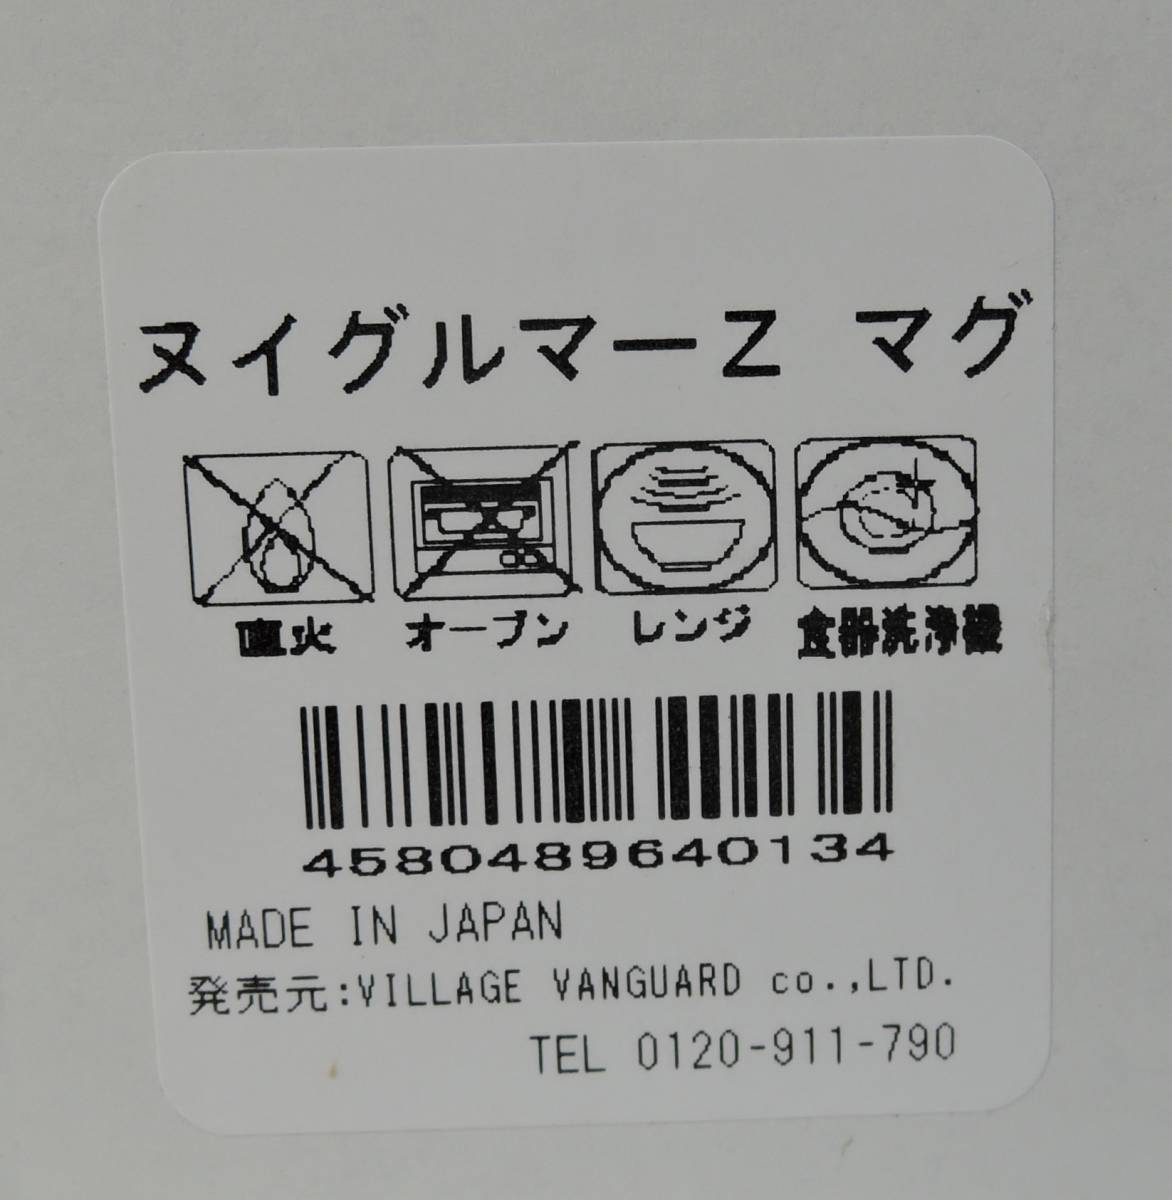 ヌイグルマーZ マグ
直火 オーブン レンジ 食器洗浄機
4580489640134
MADE IN JAPAN
発売元:VILLAGE VANGUARD co.,LTD.
TEL 0120-911-790